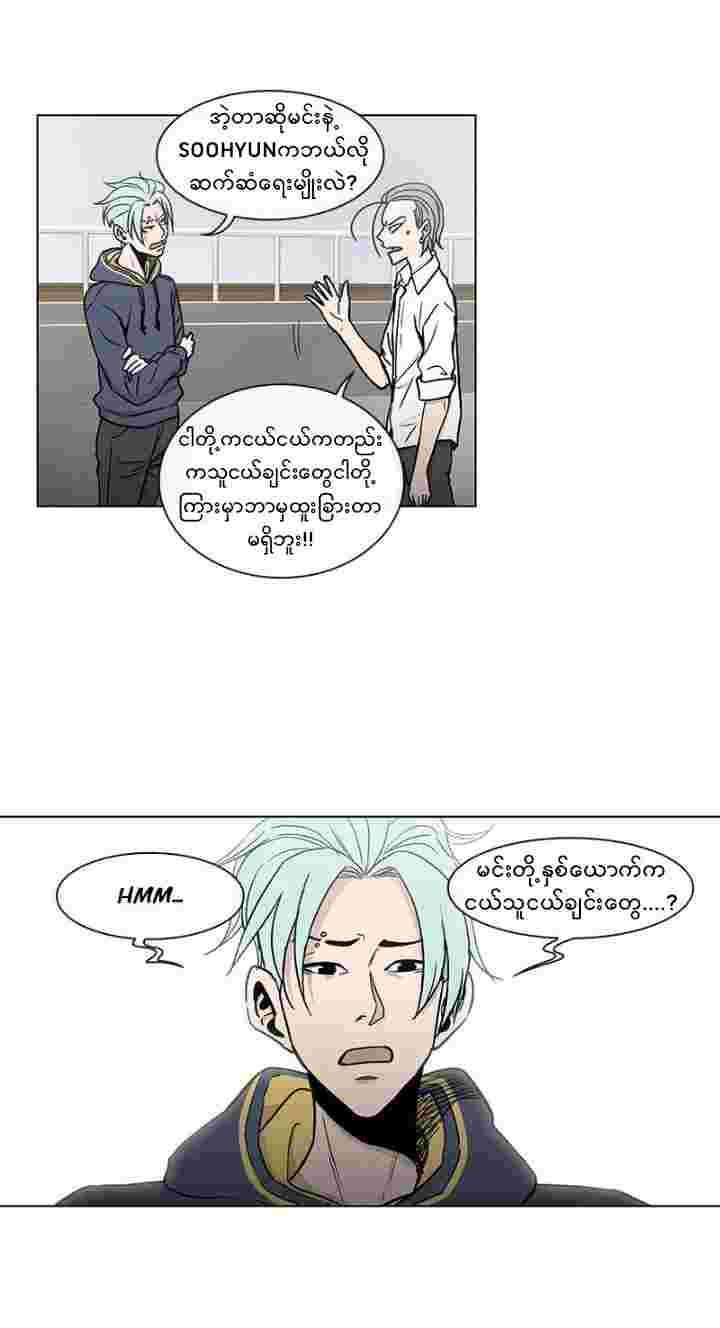 အဲ့တာဆိုမင်းနဲ့
SOOHYUNကဘယ်လို
ဆက်ဆံရေးမျိုးလဲ?
ငါတို့ကငယ်ငယ်ကတည်း
ကသူငယ်ချင်းတွေငါတို့
ကြားမှာဘာမှထူးခြားတာ
မရှိဘူး!!
HMM...
မင်းတို့နှစ်ယောက်က
ငယ်သူငယ်ချင်းတွေ....?